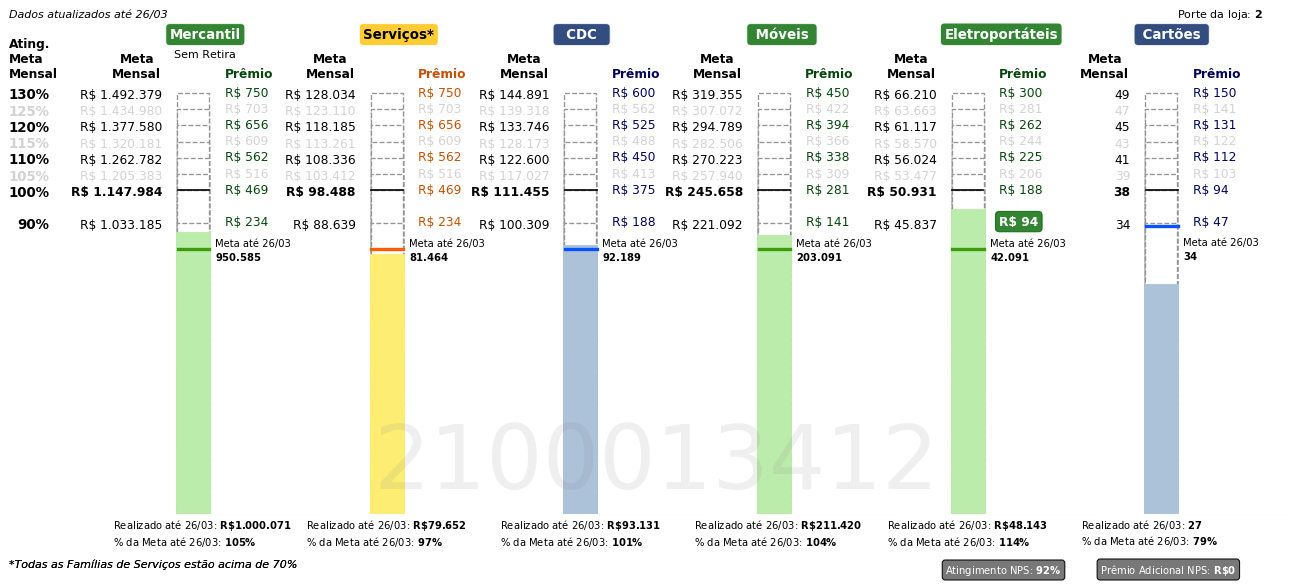 Dados atualizados até 26/03
Porte da loja: 2
Mercantil Serviços* CDC Móveis Eletroportáteis Cartões
Sem Retira
Ating. Meta Mensal
Meta Mensal Prêmio Meta Mensal Prêmio Meta Mensal Prêmio Meta Mensal Prêmio Meta Mensal Prêmio Meta Mensal Prêmio
130% R$ 1.492.379 R$ 750 R$ 128.034 R$ 750 R$ 144.891 R$ 600 R$ 319.355 R$ 450 R$ 66.210 R$ 300 49 R$ 150
125% R$ 1.434.980 R$ 703 R$ 123.110 R$ 703 R$ 139.318 R$ 562 R$ 307.072 R$ 422 R$ 63.663 R$ 281 47 R$ 141
120% R$ 1.377.580 R$ 656 R$ 118.185 R$ 656 R$ 133.746 R$ 525 R$ 294.789 R$ 394 R$ 61.117 R$ 262 45 R$ 131
115% R$ 1.320.181 R$ 609 R$ 113.261 R$ 609 R$ 128.173 R$ 488 R$ 282.506 R$ 366 R$ 58.570 R$ 244 43 R$ 122
110% R$ 1.262.782 R$ 562 R$ 108.336 R$ 562 R$ 122.600 R$ 450 R$ 270.223 R$ 338 R$ 56.024 R$ 225 41 R$ 112
105% R$ 1.205.383 R$ 516 R$ 103.412 R$ 516 R$ 117.027 R$ 413 R$ 257.940 R$ 309 R$ 53.477 R$ 206 39 R$ 103
100% R$ 1.147.984 R$ 469 R$ 98.488 R$ 469 R$ 111.455 R$ 375 R$ 245.658 R$ 281 R$ 50.931 R$ 188 38 R$ 94
90% R$ 1.033.185 R$ 234 R$ 88.639 R$ 234 R$ 100.309 R$ 188 R$ 221.092 R$ 141 R$ 45.837 R$ 94 34 R$ 47
Meta até 26/03 Meta até 26/03 Meta até 26/03 Meta até 26/03 Meta até 26/03 Meta até 26/03
950.585 81.464 92.189 203.091 42.091 34
2100013412
Realizado até 26/03: R$1.000.071 Realizado até 26/03: R$79.652 Realizado até 26/03: R$93.131 Realizado até 26/03: R$211.420 Realizado até 26/03: R$48.143 Realizado até 26/03: 27
% da Meta até 26/03: 105% % da Meta até 26/03: 97% % da Meta até 26/03: 101% % da Meta até 26/03: 104% % da Meta até 26/03: 114% % da Meta até 26/03: 79%
*Todas as Famílias de Serviços estão acima de 70%
Atingimento NPS: 92% Prêmio Adicional NPS: R$0